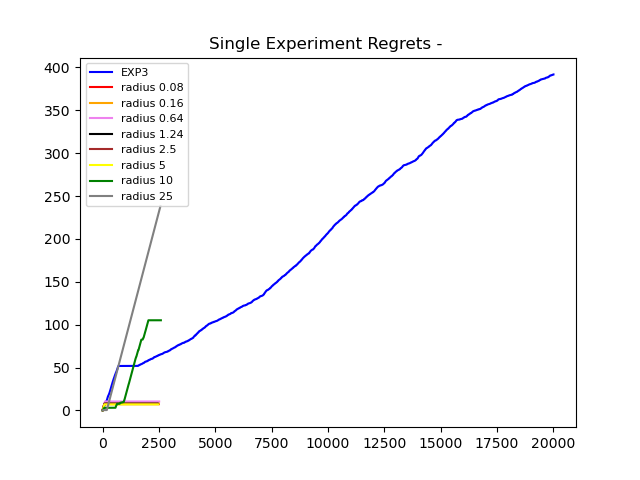 Single Experiment Regrets -
400
350
300
250
200
150
100
50
0
EXP3
radius 0.08
radius 0.16
radius 0.64
radius 1.24
radius 2.5
radius 5
radius 10
radius 25
0 2500 5000 7500 10000 12500 15000 17500 20000